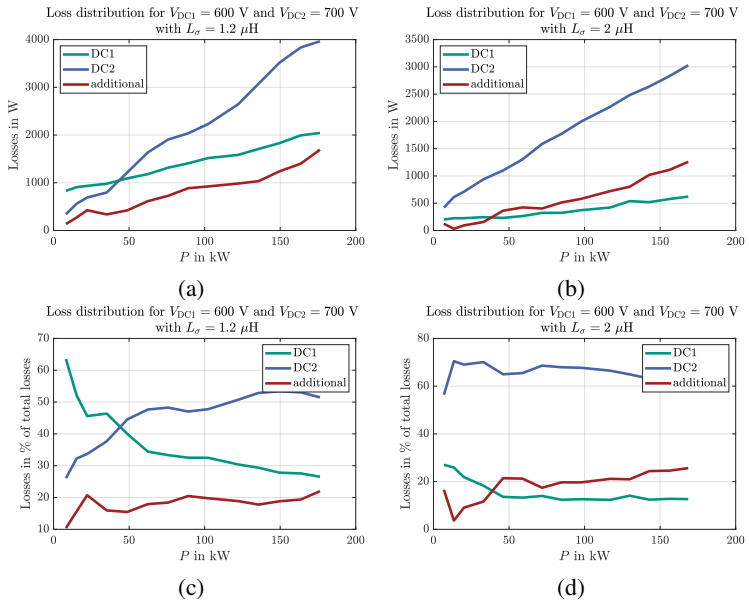 Loss distribution for V_DC1 = 600 V and V_DC2 = 700 V
with L_σ = 1.2 μH
4000
3000
2000
1000
0
Losses in W
DC1
DC2
additional
0 50 100 150 200
P in kW
(a)
Loss distribution for V_DC1 = 600 V and V_DC2 = 700 V
with L_σ = 2 μH
3500
3000
2500
2000
1500
1000
500
0
Losses in W
DC1
DC2
additional
0 50 100 150 200
P in kW
(b)
Loss distribution for V_DC1 = 600 V and V_DC2 = 700 V
with L_σ = 1.2 μH
70
60
50
40
30
20
10
Losses in % of total losses
DC1
DC2
additional
0 50 100 150 200
P in kW
(c)
Loss distribution for V_DC1 = 600 V and V_DC2 = 700 V
with L_σ = 2 μH
80
60
40
20
0
Losses in % of total losses
DC1
DC2
additional
0 50 100 150 200
P in kW
(d)